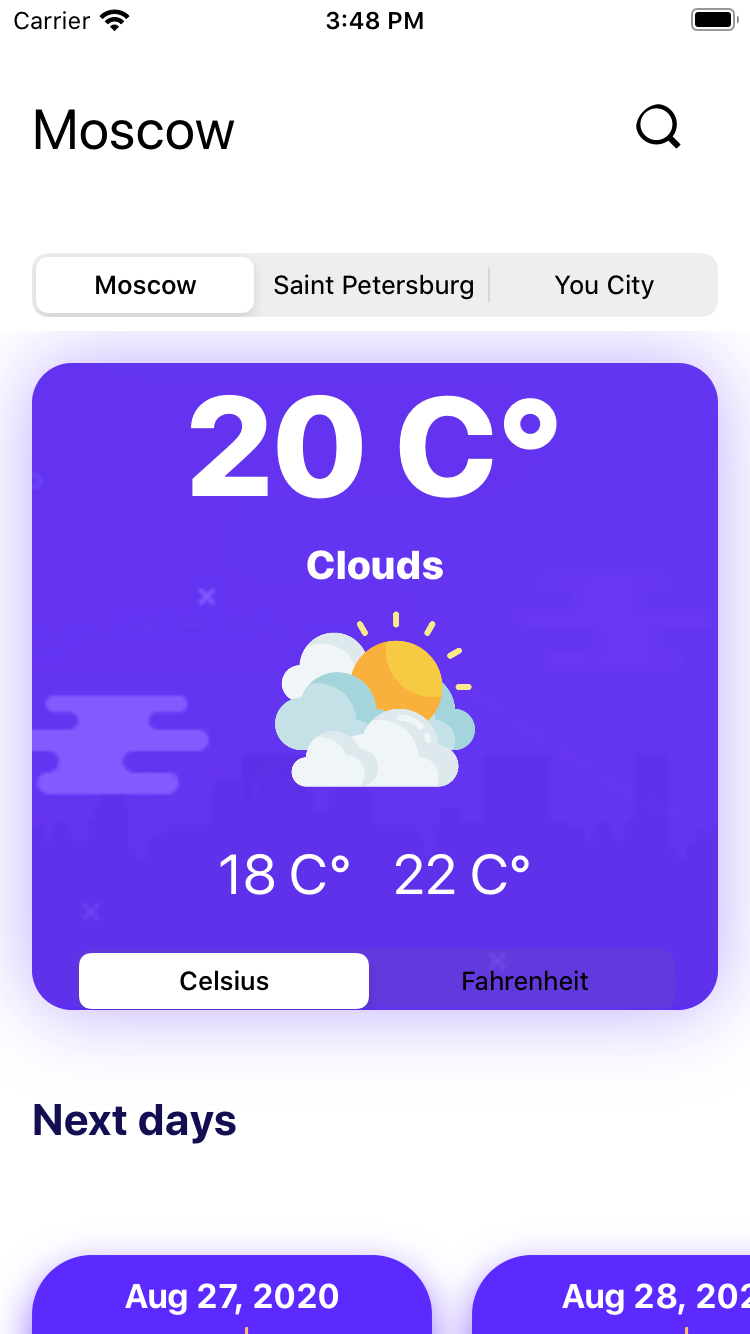 Carrier 3:48 PM
Moscow
Moscow Saint Petersburg You City
20 C°
Clouds
18 C° 22 C°
Celsius Fahrenheit
Next days
Aug 27, 2020 Aug 28, 202